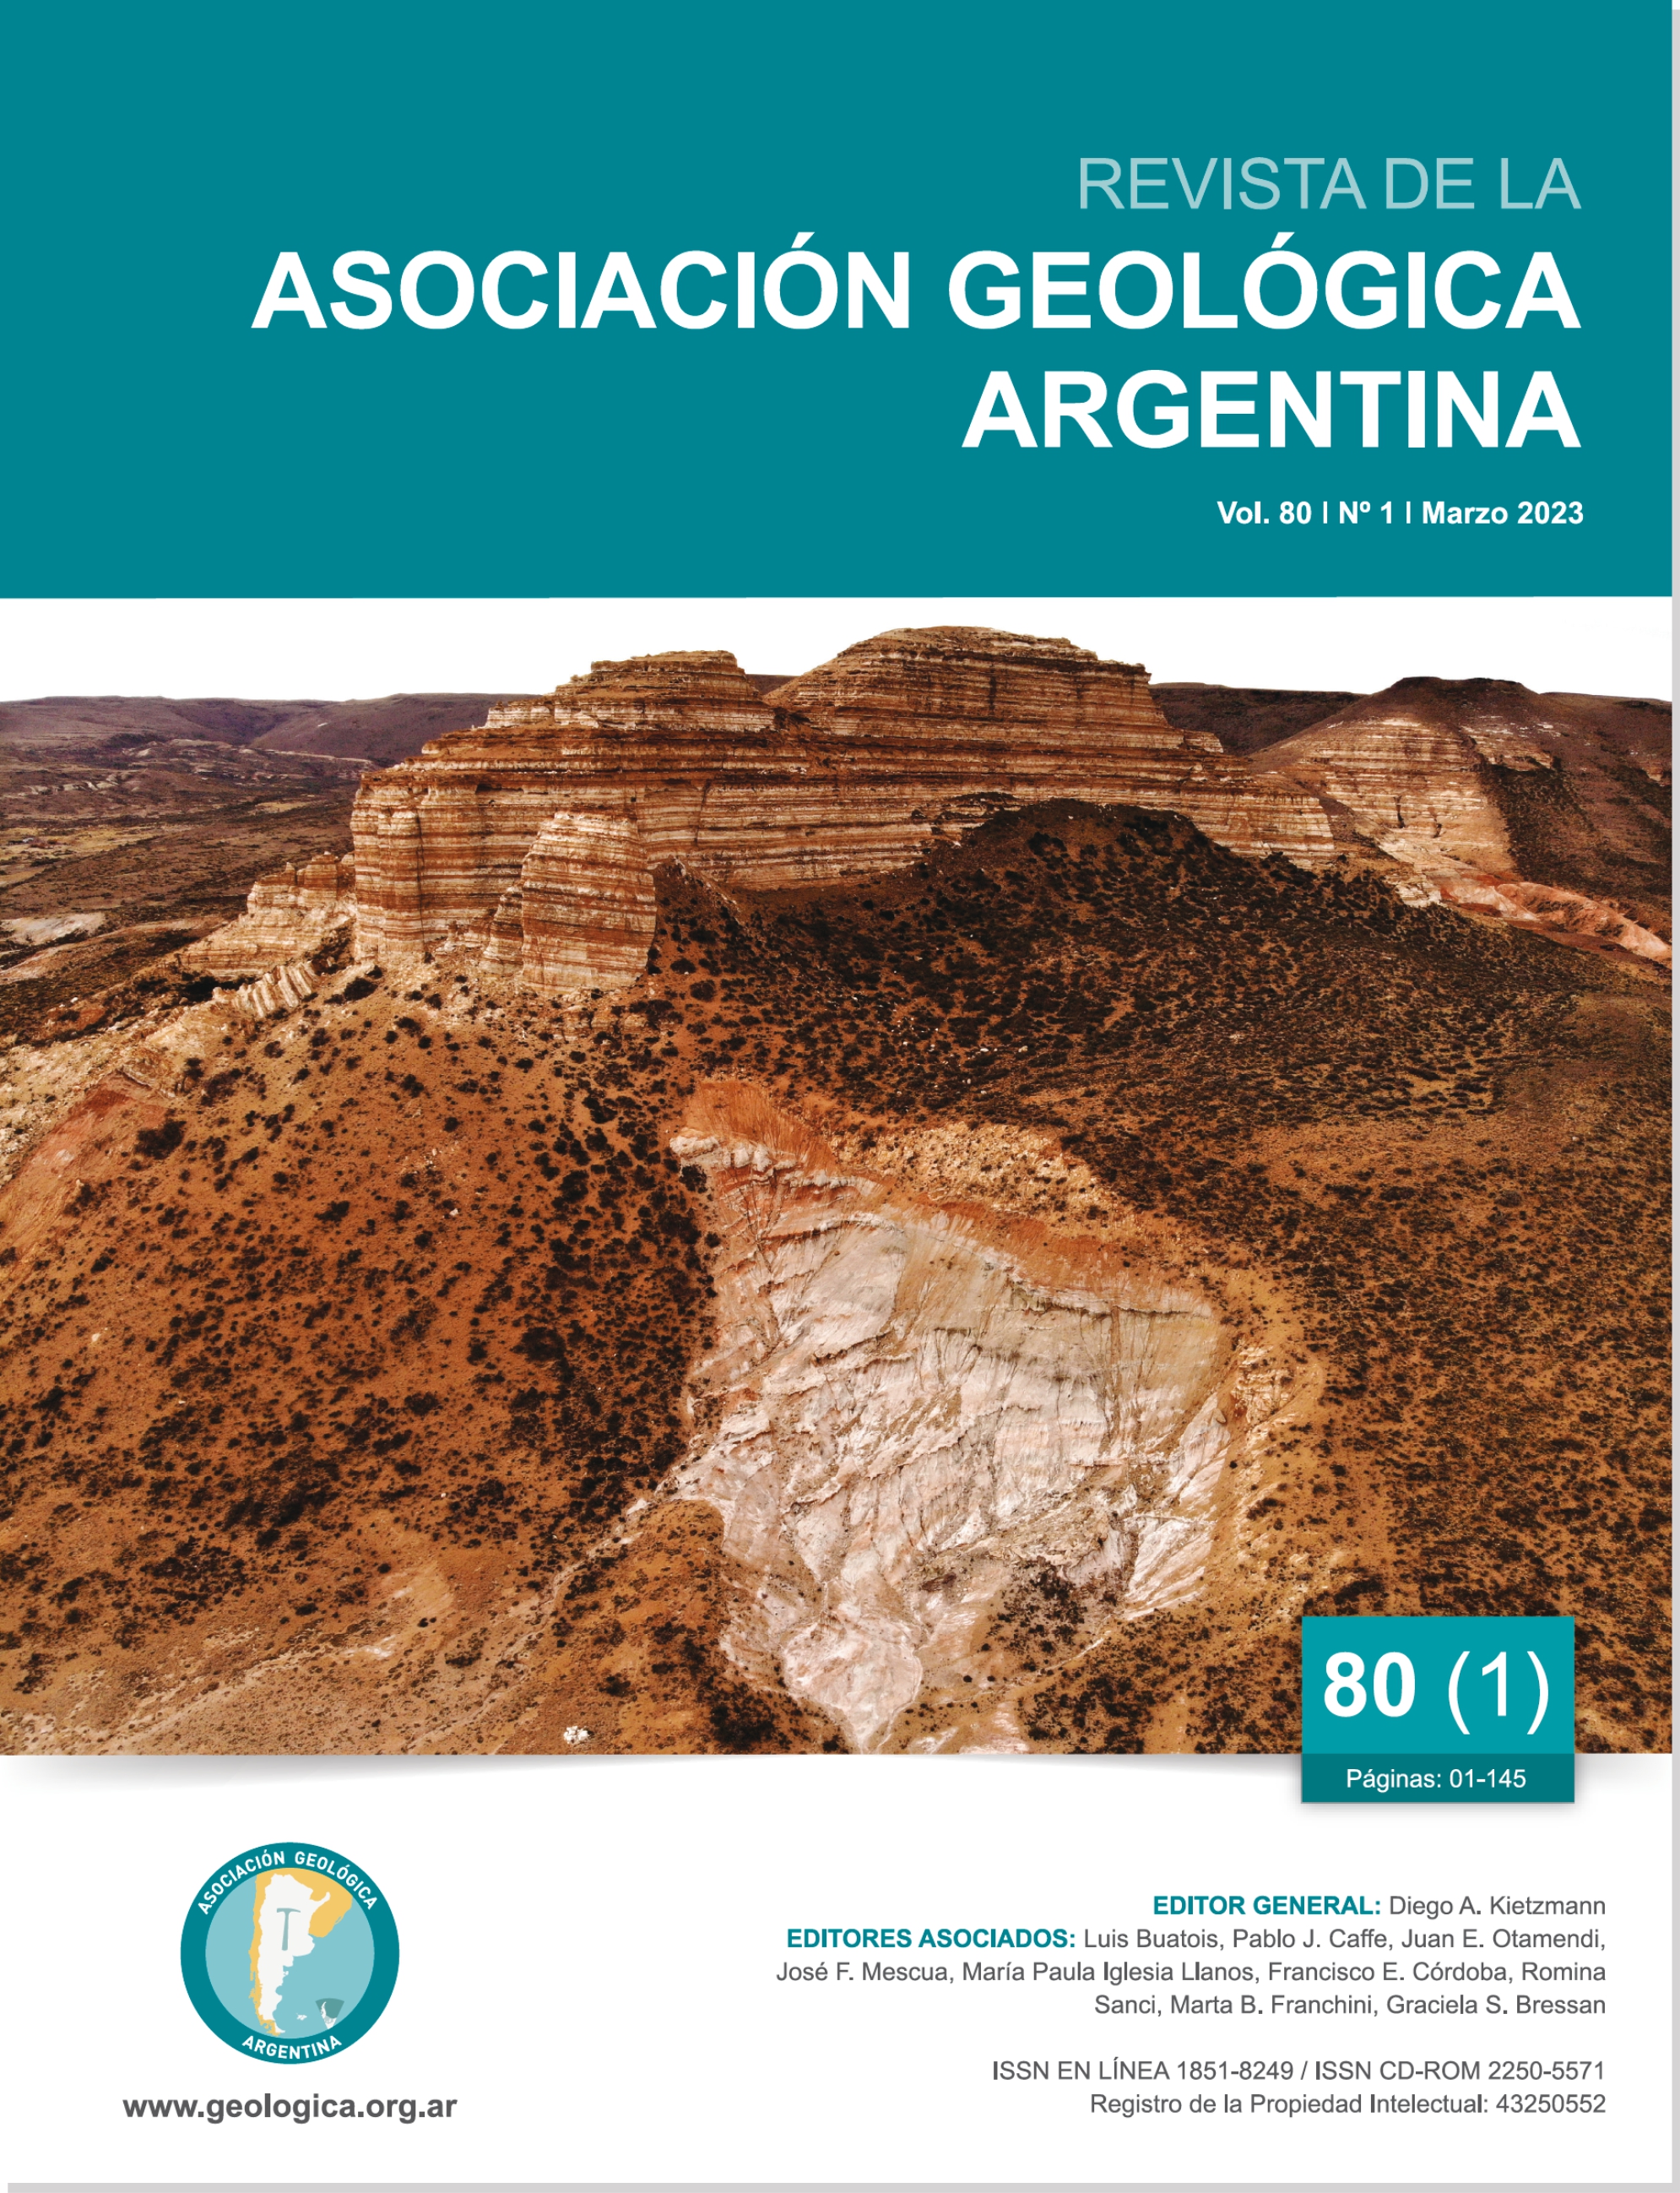 REVISTA DE LA
ASOCIACIÓN GEOLÓGICA
ARGENTINA
Vol. 80 | Nº 1 | Marzo 2023
80 (1)
Páginas: 01-145
ASOCIACIÓN GEOLÓGICA
ARGENTINA
www.geologica.org.ar
EDITOR GENERAL: Diego A. Kietzmann
EDITORES ASOCIADOS: Luis Buatois, Pablo J. Caffe, Juan E. Otamendi,
José F. Mescua, María Paula Iglesia Llanos, Francisco E. Córdoba, Romina
Sanci, Marta B. Franchini, Graciela S. Bressan
ISSN EN LÍNEA 1851-8249 / ISSN CD-ROM 2250-5571
Registro de la Propiedad Intelectual: 43250552